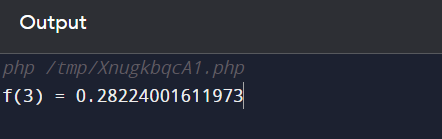 Output
php /tmp/XnugkbqcA1.php
f(3) = 0.28224001611973